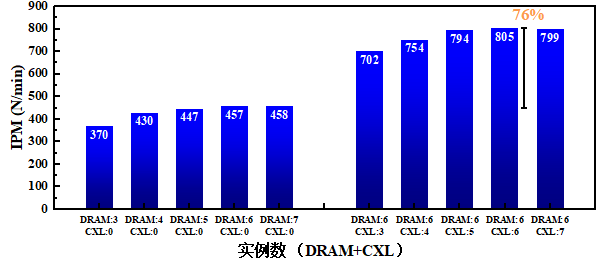 76%
900
800
700
600
500
400
300
200
100
0
IPM (N/min)
370
430
447
457
458
702
754
794
805
799
DRAM:3
CXL:0
DRAM:4
CXL:0
DRAM:5
CXL:0
DRAM:6
CXL:0
DRAM:7
CXL:0
DRAM:6
CXL:3
DRAM:6
CXL:4
DRAM:6
CXL:5
DRAM:6
CXL:6
DRAM:6
CXL:7
实例数（DRAM+CXL）